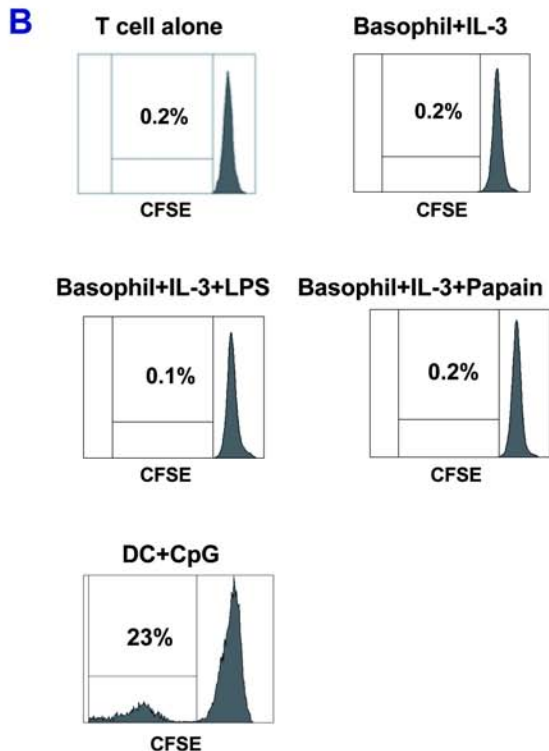 B
T cell alone
Basophil+IL-3
0.2%
0.2%
CFSE
CFSE
Basophil+IL-3+LPS
Basophil+IL-3+Papain
0.1%
0.2%
CFSE
CFSE
DC+CpG
23%
CFSE